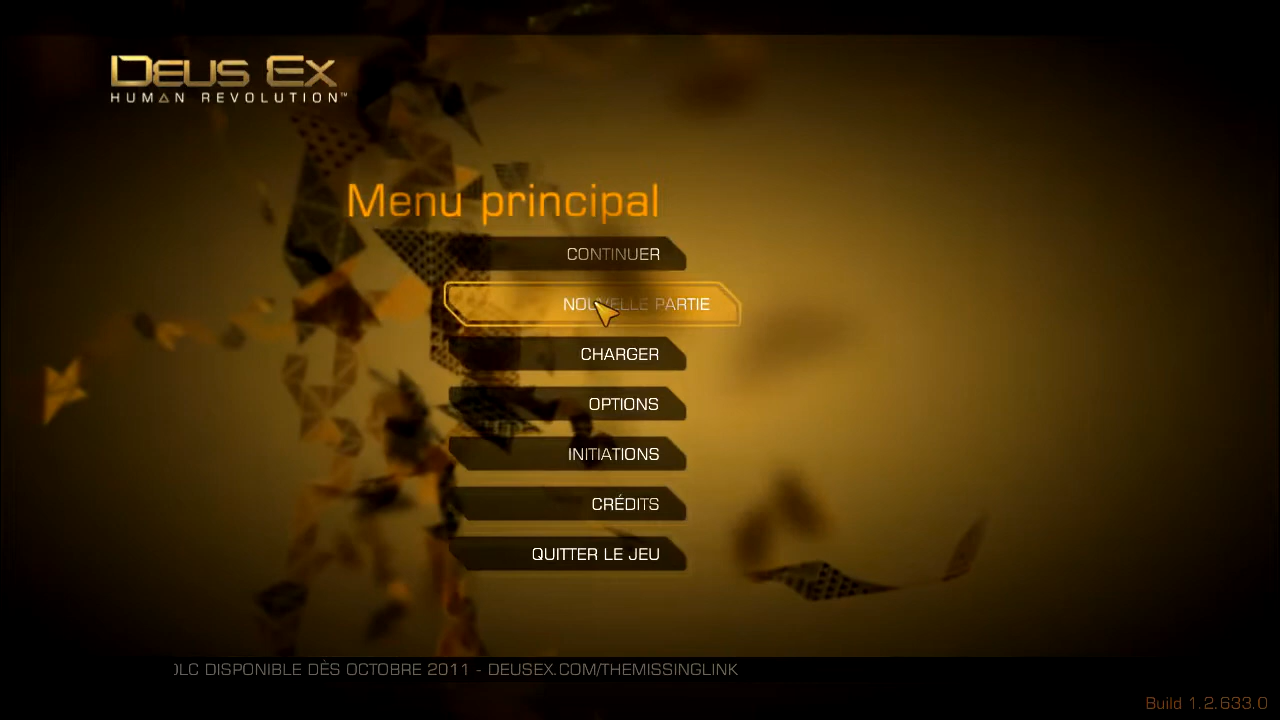 DEUS EX
HUMAN REVOLUTION™
Menu principal
CONTINUER
NOUVELLE PARTIE
CHARGER
OPTIONS
INITIATIONS
CRÉDITS
QUITTER LE JEU
DLC DISPONIBLE DÈS OCTOBRE 2011 - DEUSEX.COM/THEMISSINGLINK
Build 1.2.633.0